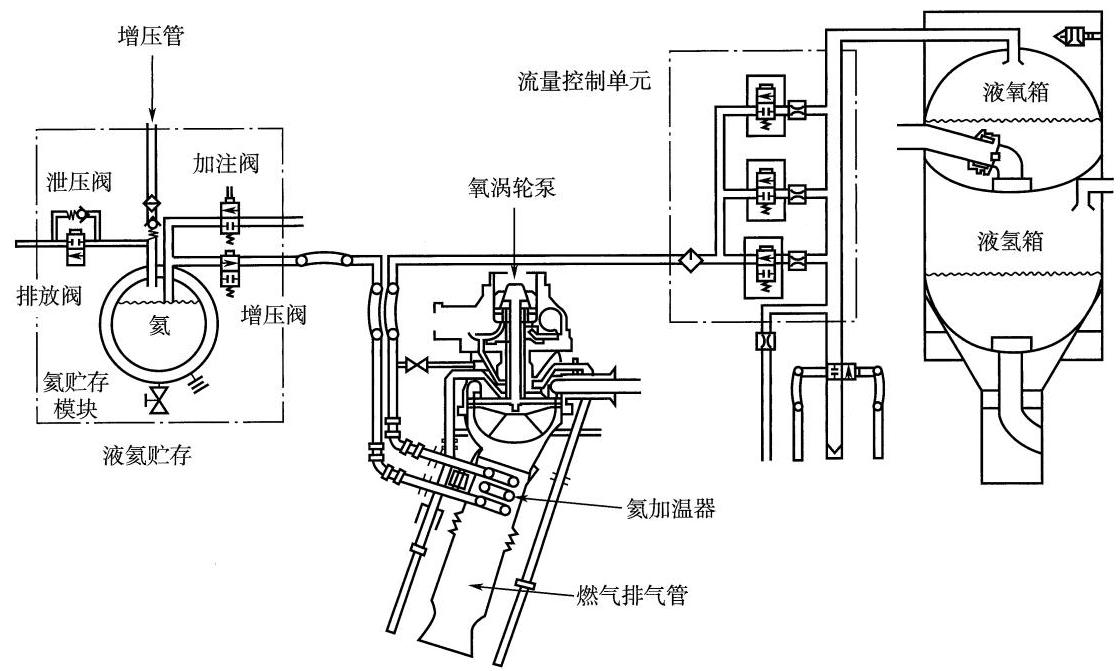 增压管
流量控制单元
液氧箱
泄压阀
加注阀
氧涡轮泵
液氢箱
排放阀
氦
增压阀
氦贮存
模块
液氦贮存
氦加温器
燃气排气管